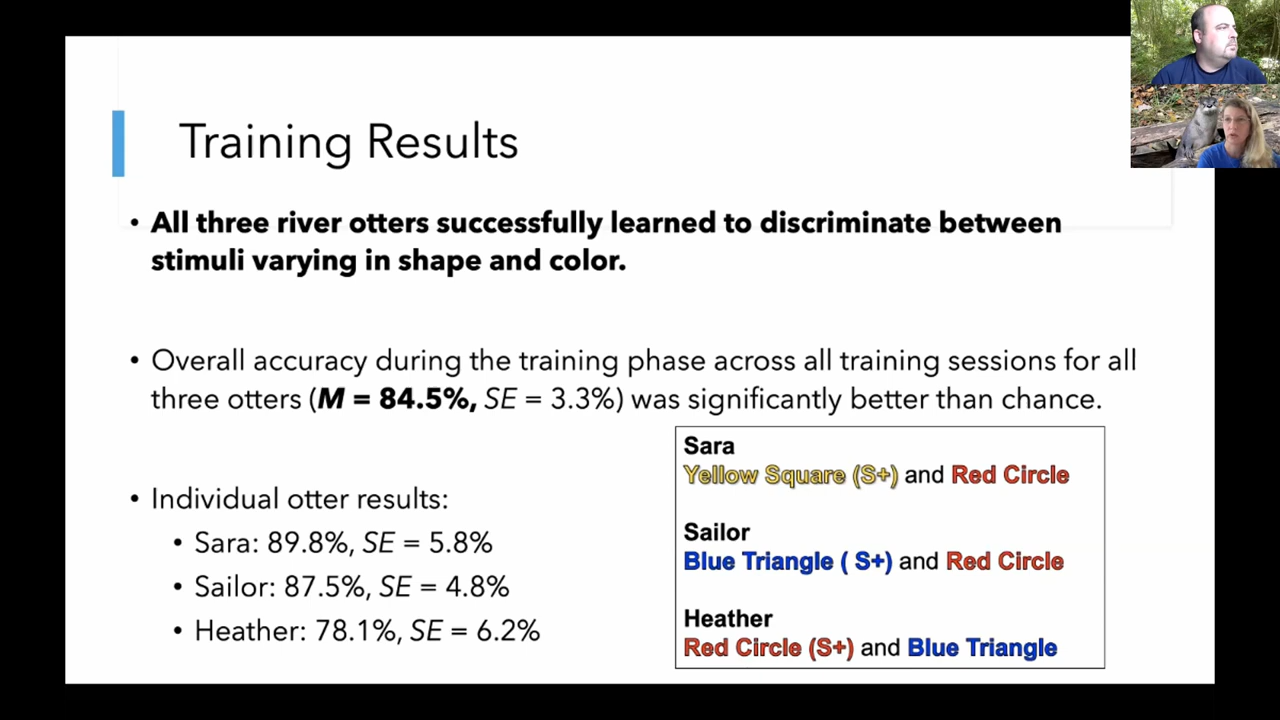 Training Results
• All three river otters successfully learned to discriminate between
stimuli varying in shape and color.
• Overall accuracy during the training phase across all training sessions for all
three otters (M = 84.5%, SE = 3.3%) was significantly better than chance.
• Individual otter results:
• Sara: 89.8%, SE = 5.8%
• Sailor: 87.5%, SE = 4.8%
• Heather: 78.1%, SE = 6.2%
Sara
Yellow Square (S+) and Red Circle
Sailor
Blue Triangle ( S+) and Red Circle
Heather
Red Circle (S+) and Blue Triangle